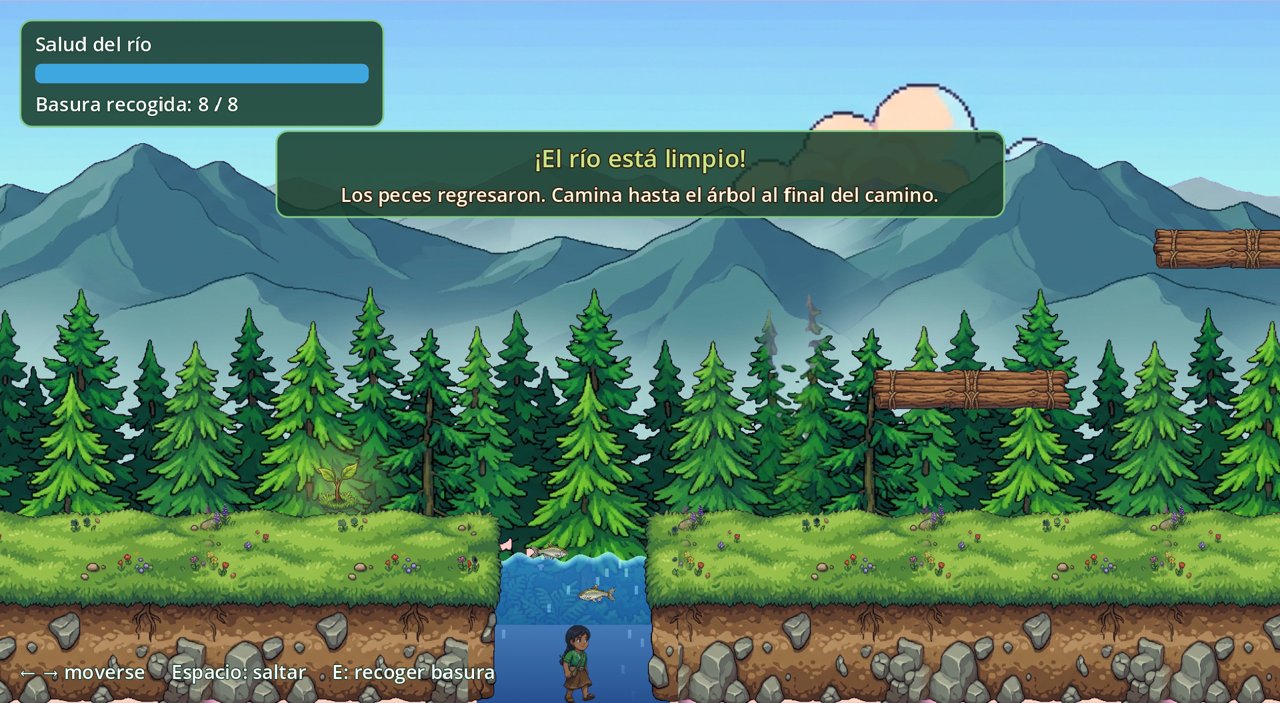 Salud del río
Basura recogida: 8 / 8
¡El río está limpio!
Los peces regresaron. Camina hasta el árbol al final del camino.
← → moverse Espacio: saltar E: recoger basura